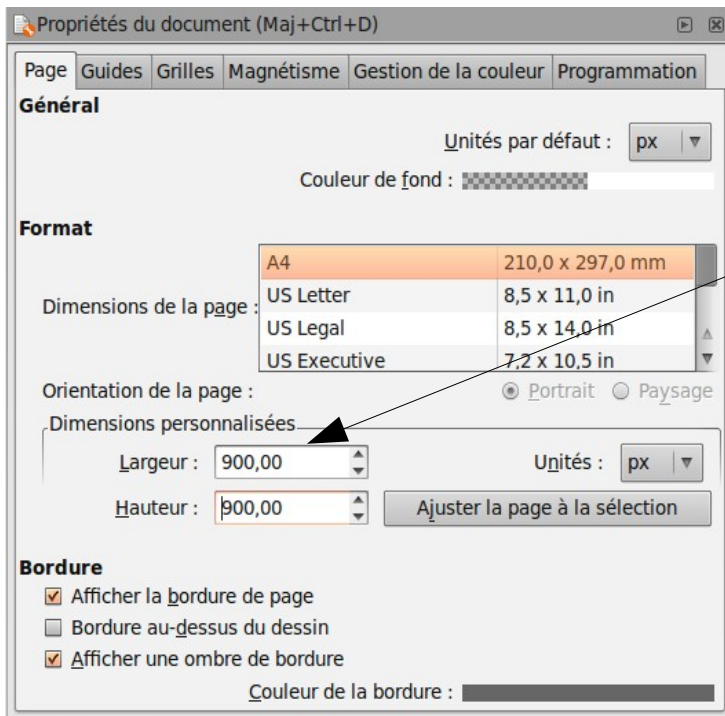 Propriétés du document (Maj+Ctrl+D)
Page Guides Grilles Magnétisme Gestion de la couleur Programmation
Général
Unités par défaut : px
Couleur de fond :
Format
Dimensions de la page :
A4 210,0 x 297,0 mm
US Letter 8,5 x 11,0 in
US Legal 8,5 x 14,0 in
US Executive 7,2 x 10,5 in
Orientation de la page : Portrait Paysage
Dimensions personnalisées
Largeur : 900,00 Unités : px
Hauteur : 900,00 Ajuster la page à la sélection
Bordure
Afficher la bordure de page
Bordure au-dessus du dessin
Afficher une ombre de bordure
Couleur de la bordure :